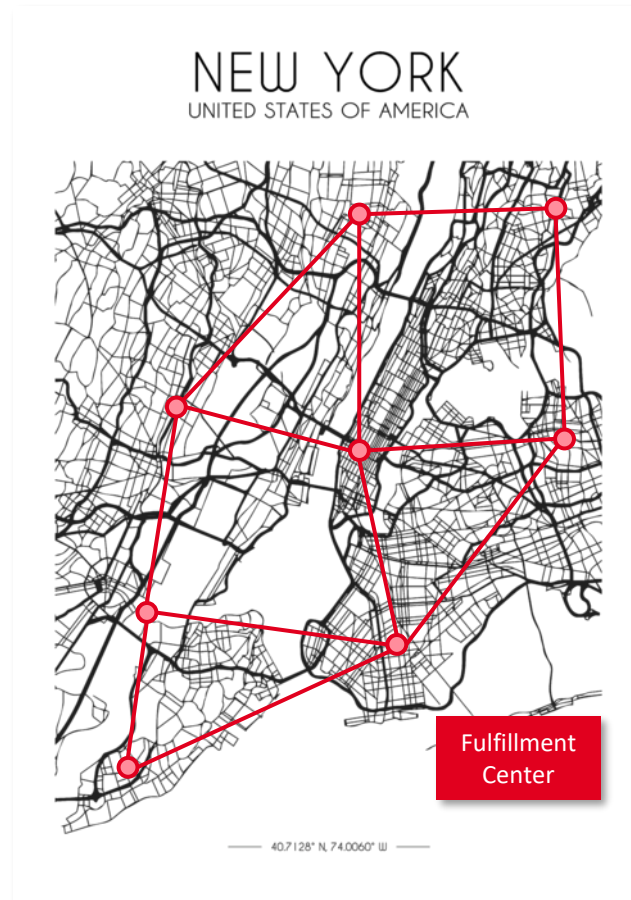 NEW YORK
UNITED STATES OF AMERICA
Fulfillment
Center
40.7128° N, 74.0060° W